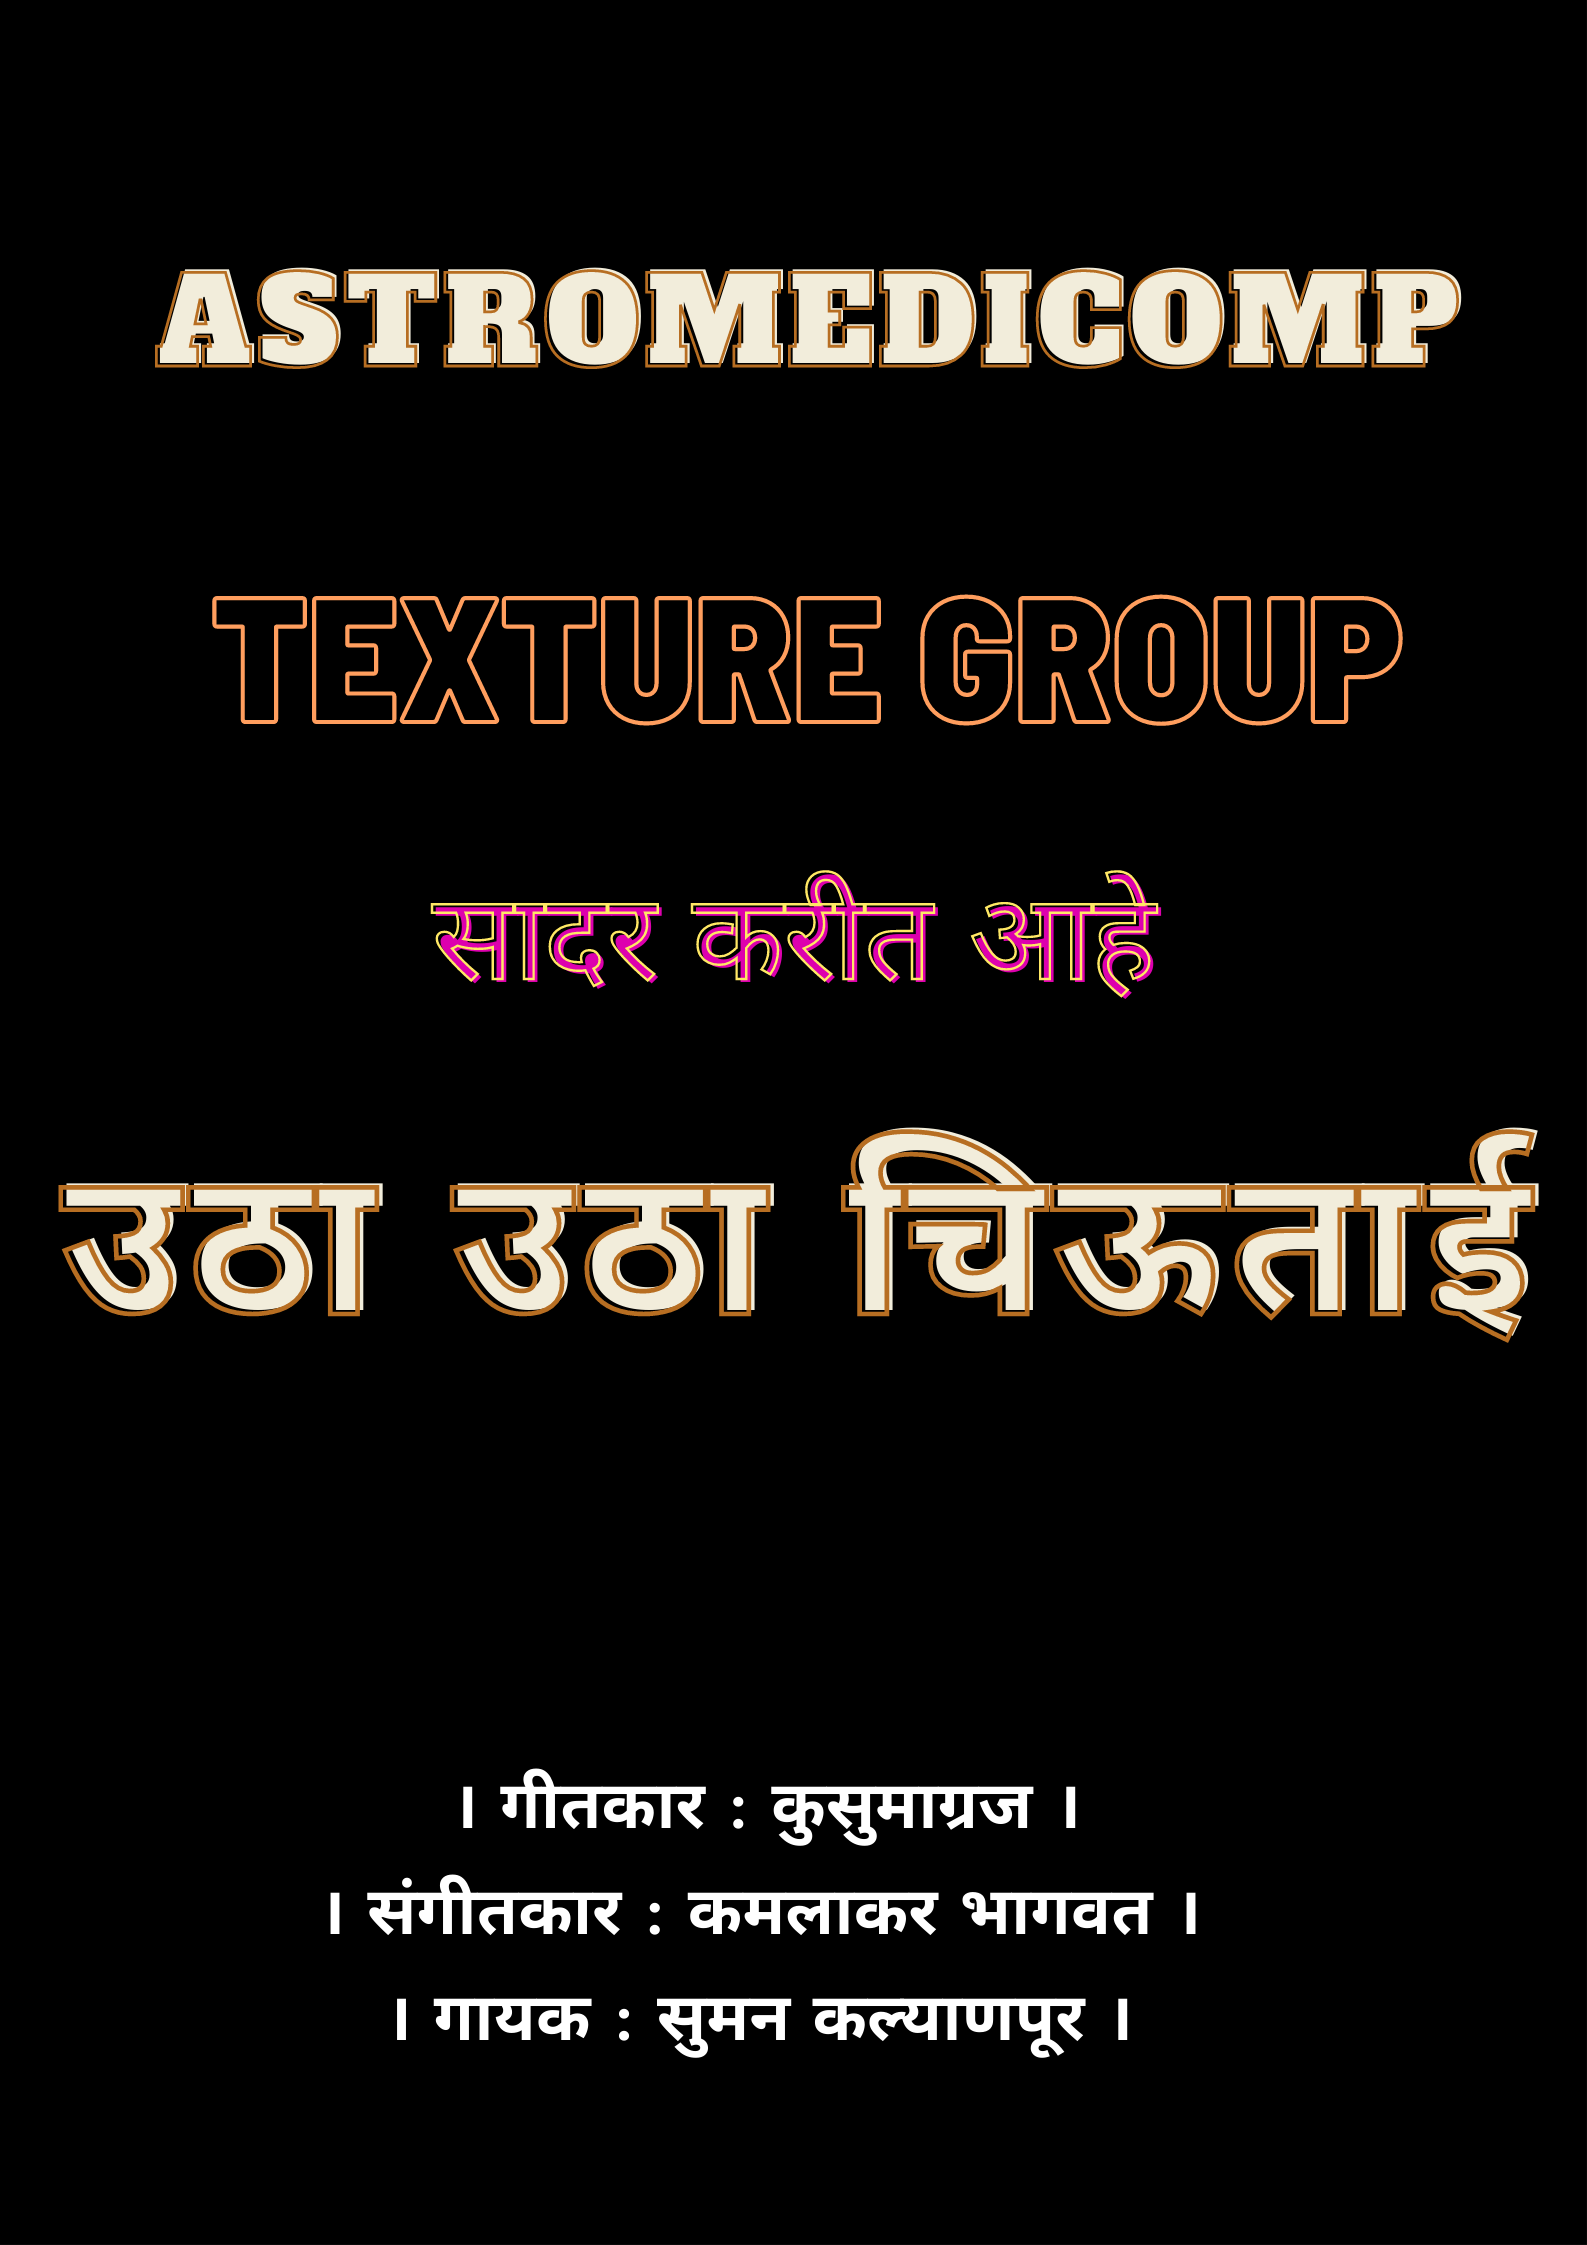 ASTROMEDICOMP
TEXTURE GROUP
सादर करीत आहे
उठा उठा चिऊताई
। गीतकार : कुसुमाग्रज ।
। संगीतकार : कमलाकर भागवत ।
। गायक : सुमन कल्याणपूर ।